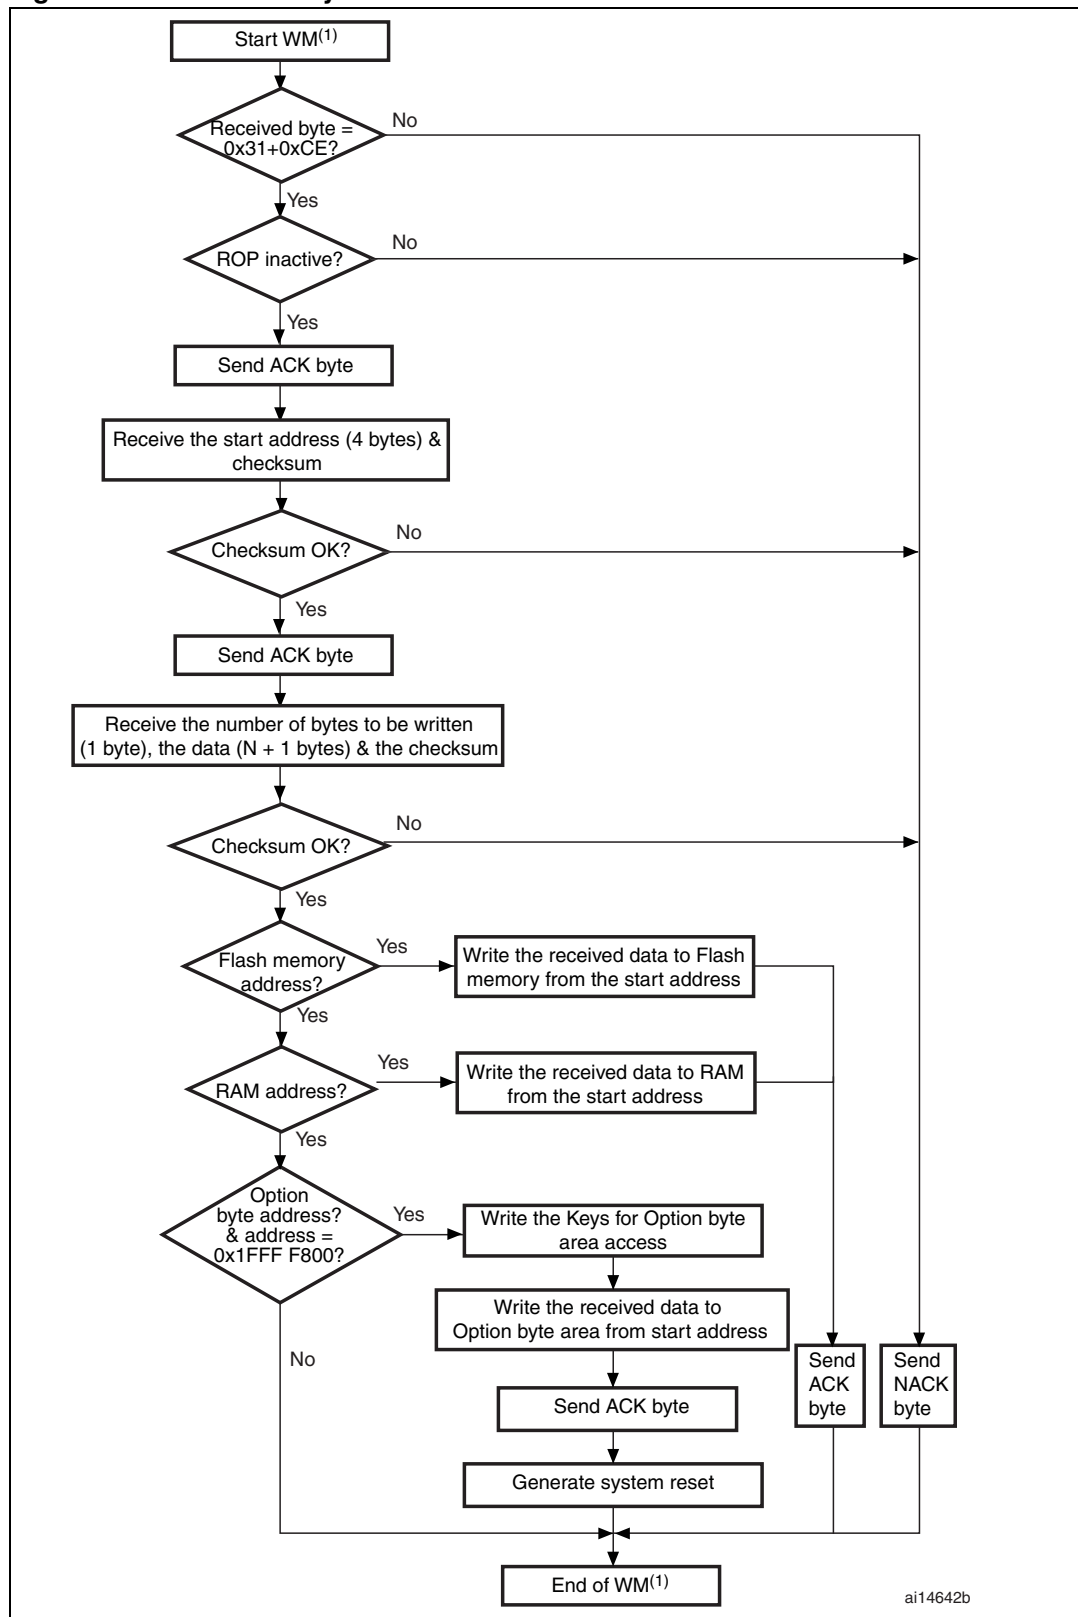 Start WM(1)
Received byte =
0x31+0xCE?
No
Yes
ROP inactive?
No
Yes
Send ACK byte
Receive the start address (4 bytes) &
checksum
Checksum OK?
No
Yes
Send ACK byte
Receive the number of bytes to be written
(1 byte), the data (N + 1 bytes) & the checksum
Checksum OK?
No
Yes
Flash memory
address?
Yes
Write the received data to Flash
memory from the start address
Yes
RAM address?
Yes
Write the received data to RAM
from the start address
Yes
Option
byte address?
& address =
0x1FFF F800?
Yes
Write the Keys for Option byte
area access
Write the received data to
Option byte area from start address
No
Send
ACK
byte
Send
NACK
byte
Send ACK byte
Generate system reset
End of WM(1)
ai14642b